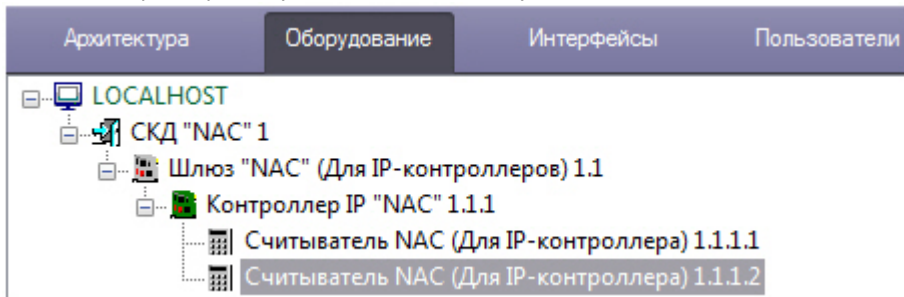 Архитектура Оборудование Интерфейсы Пользователи
LOCALHOST
СКД "NAC" 1
Шлюз "NAC" (Для IP-контроллеров) 1.1
Контроллер IP "NAC" 1.1.1
Считыватель NAC (Для IP-контроллера) 1.1.1.1
Считыватель NAC (Для IP-контроллера) 1.1.1.2